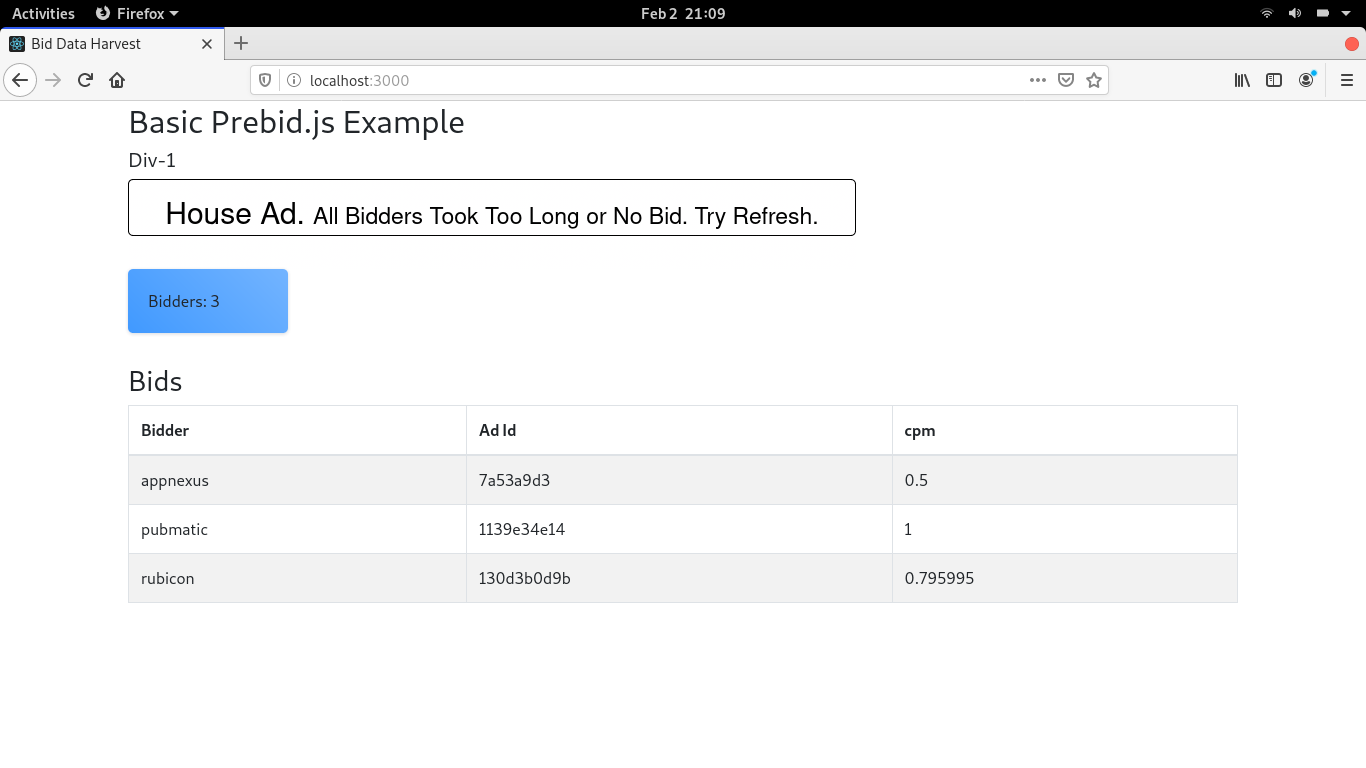 Activities Firefox Feb 2 21:09
Bid Data Harvest
localhost:3000
Basic Prebid.js Example
Div-1
House Ad. All Bidders Took Too Long or No Bid. Try Refresh.
Bidders: 3
Bids
Bidder Ad Id cpm
appnexus 7a53a9d3 0.5
pubmatic 1139e34e14 1
rubicon 130d3b0d9b 0.795995